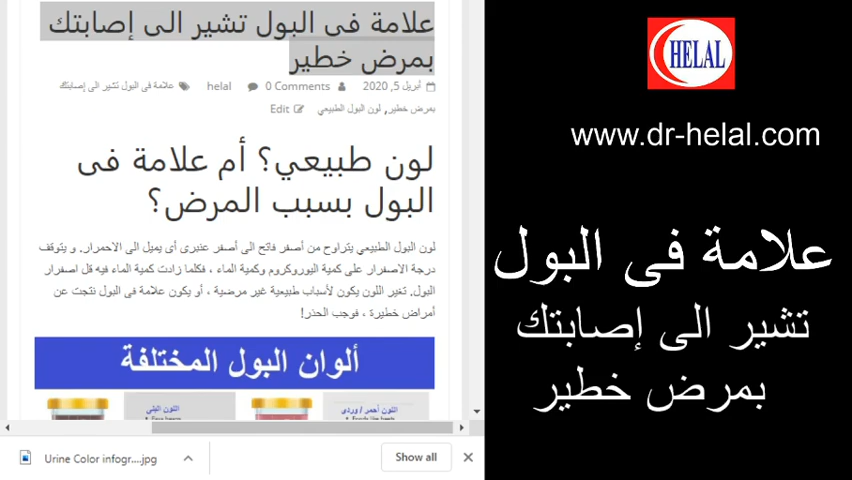 علامة فى البول تشير الى إصابتك
بمرض خطير
أبريل 5, 2020 0 Comments helal علامة فى البول تشير الى إصابتك
بمرض خطير, لون البول الطبيعي Edit
لون طبيعي؟ أم علامة فى
البول بسبب المرض؟
لون البول الطبيعي يتراوح من أصفر فاتح الى أصفر عنبرى أى يميل الى الاحمرار. و يتوقف
درجة الاصفرار على كمية اليوروكروم وكمية الماء ، فكلما زادت كمية الماء فيه قل اصفرار
البول. تغير اللون يكون لأسباب طبيعية غير مرضية ، أو يكون علامة فى البول نتجت عن
أمراض خطيرة ، فوجب الحذر!
ألوان البول المختلفة
اللون أحمر / وردي
اللون البنى
Urine Color infogr....jpg
Show all
HELAL
www.dr-helal.com
علامة فى البول
تشير الى إصابتك
بمرض خطير